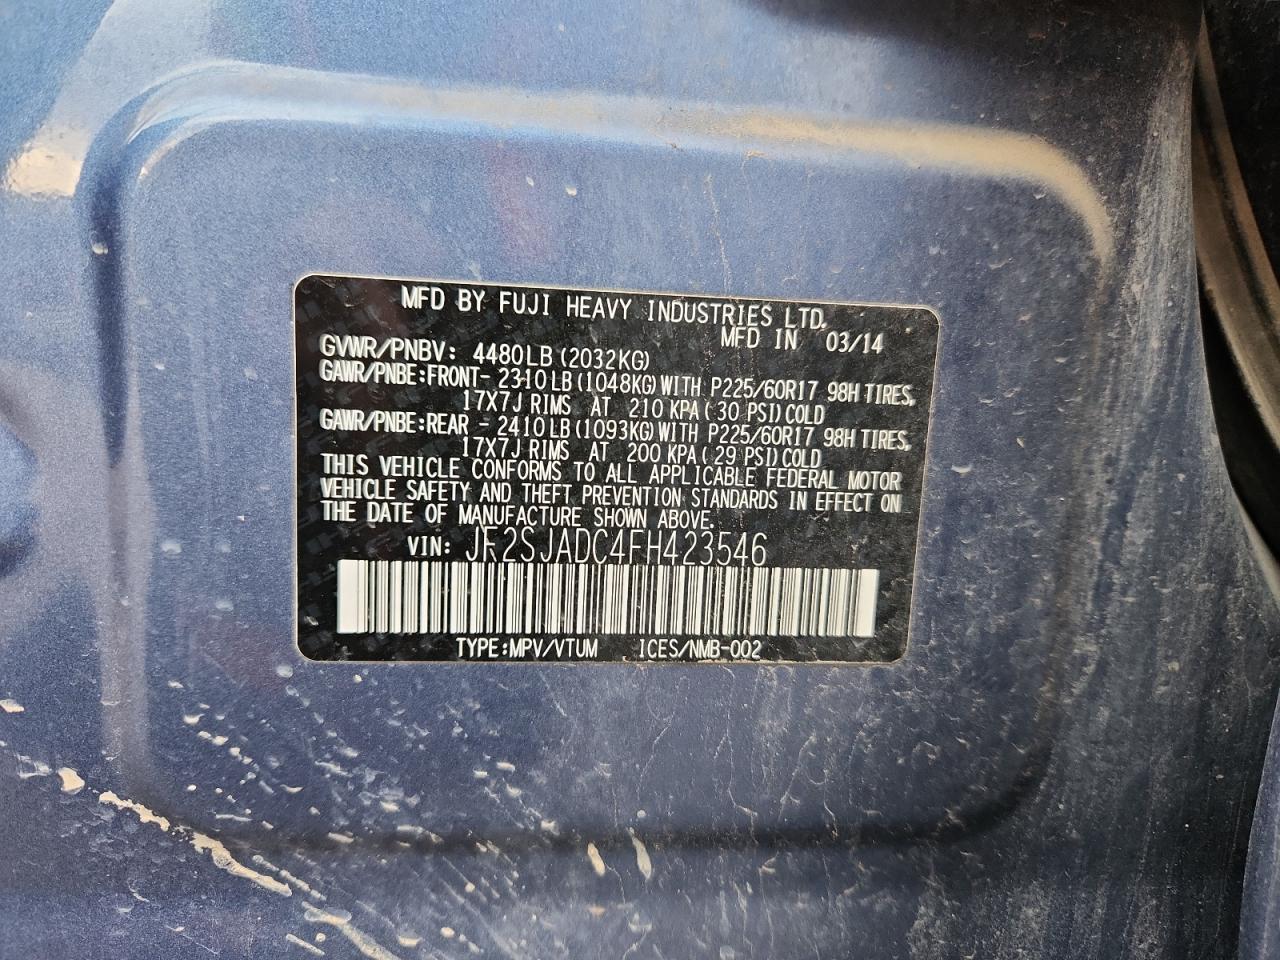 MFD BY FUJI HEAVY INDUSTRIES LTD.
MFD IN 03/14
GVWR/PNBV: 4480LB(2032KG)
GAWR/PNBE:FRONT- 2310LB(1048KG)WITH P225/60R17 98H TIRES,
17X7J RIMS AT 210 KPA( 30 PSI)COLD
GAWR/PNBE:REAR - 2410LB(1093KG)WITH P225/60R17 98H TIRES,
17X7J RIMS AT 200 KPA( 29 PSI)COLD
THIS VEHICLE CONFORMS TO ALL APPLICABLE FEDERAL MOTOR
VEHICLE SAFETY AND THEFT PREVENTION STANDARDS IN EFFECT ON
THE DATE OF MANUFACTURE SHOWN ABOVE.
VIN: JF2SJADC4FH423546
TYPE:MPV/VTUM ICES/NMB-002